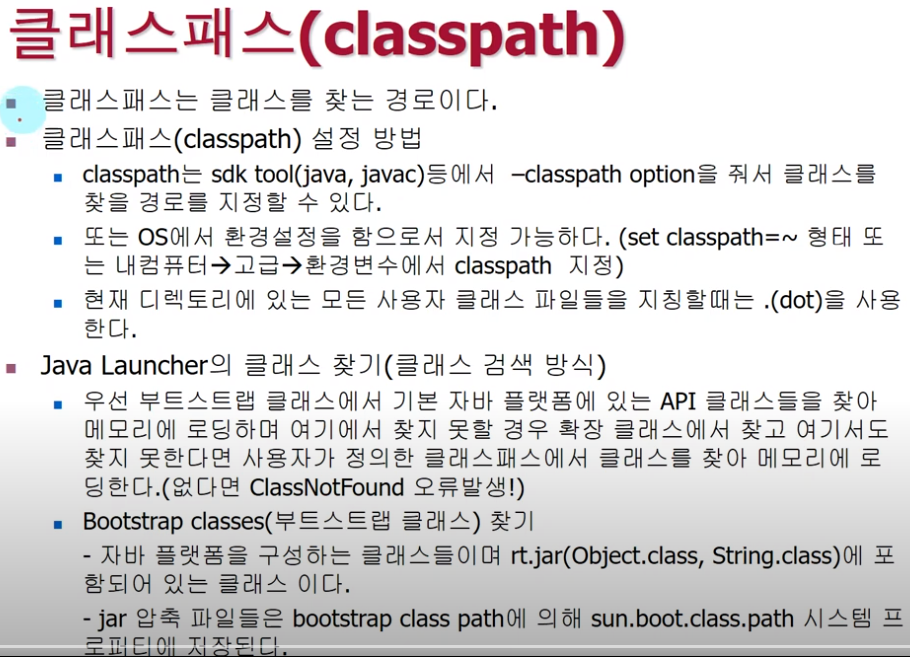 클래스패스(classpath)
클래스패스는 클래스를 찾는 경로이다.
클래스패스(classpath) 설정 방법
classpath는 sdk tool(java, javac)등에서 –classpath option을 줘서 클래스를
찾을 경로를 지정할 수 있다.
또는 OS에서 환경설정을 함으로서 지정 가능하다. (set classpath=~ 형태 또
는 내컴퓨터→고급→환경변수에서 classpath 지정)
현재 디렉토리에 있는 모든 사용자 클래스 파일들을 지칭할때는 .(dot)을 사용
한다.
Java Launcher의 클래스 찾기(클래스 검색 방식)
우선 부트스트랩 클래스에서 기본 자바 플랫폼에 있는 API 클래스들을 찾아
메모리에 로딩하며 여기에서 찾지 못할 경우 확장 클래스에서 찾고 여기서도
찾지 못한다면 사용자가 정의한 클래스패스에서 클래스를 찾아 메모리에 로
딩한다.(없다면 ClassNotFound 오류발생!)
Bootstrap classes(부트스트랩 클래스) 찾기
- 자바 플랫폼을 구성하는 클래스들이며 rt.jar(Object.class, String.class)에 포
함되어 있는 클래스 이다.
- jar 압축 파일들은 bootstrap class path에 의해 sun.boot.class.path 시스템 프
로퍼티에 저장된다.